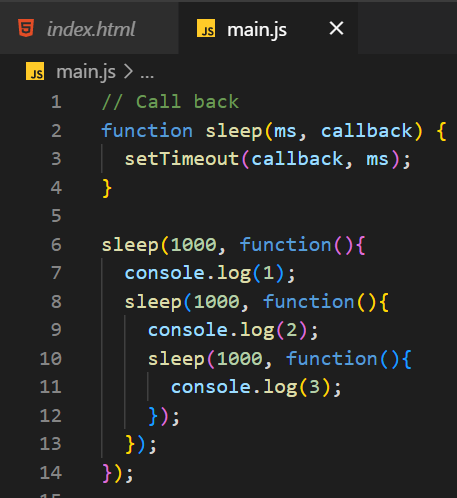 index.html
JS main.js ×
JS main.js > ...
1 // Call back
2 function sleep(ms, callback) {
3   setTimeout(callback, ms);
4 }
5
6 sleep(1000, function(){
7   console.log(1);
8   sleep(1000, function(){
9     console.log(2);
10     sleep(1000, function(){
11       console.log(3);
12     });
13   });
14 });